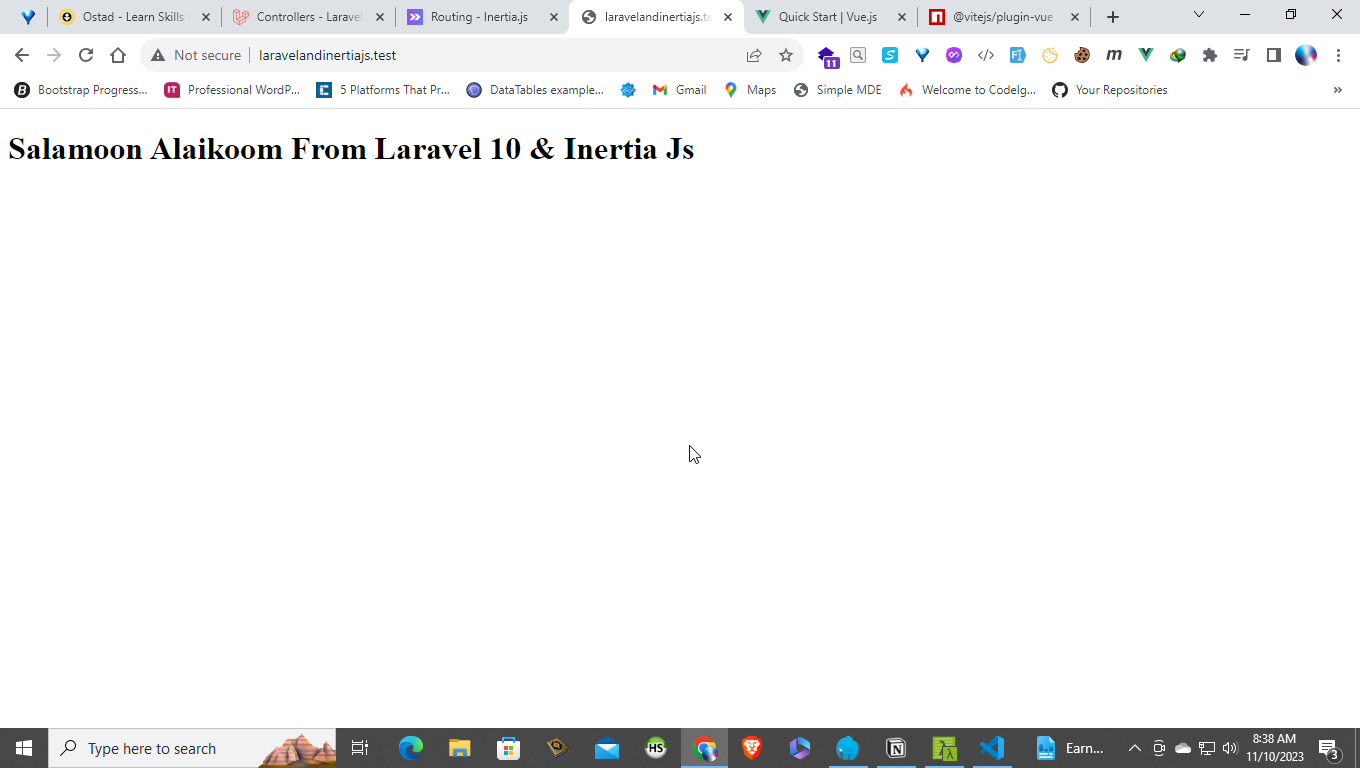 Ostad - Learn Skills
Controllers - Laravel
Routing - Inertia.js
laravelandinertiajs.te
Quick Start | Vue.js
@vitejs/plugin-vue
Not secure
laravelandinertiajs.test
11
Bootstrap Progress...
Professional WordP...
5 Platforms That Pr...
DataTables example...
Gmail
Maps
Simple MDE
Welcome to CodeIg...
Your Repositories
Salamoon Alaikoom From Laravel 10 & Inertia Js
Type here to search
HS
Earn...
8:38 AM
11/10/2023
3